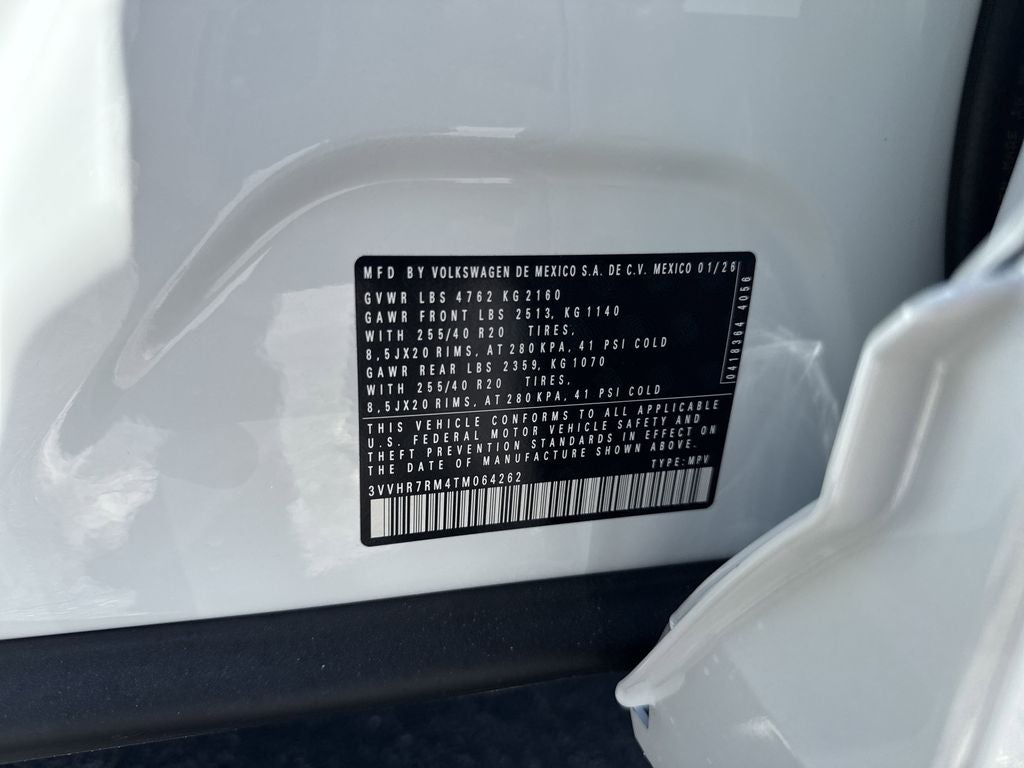 MFD BY VOLKSWAGEN DE MEXICO S.A. DE C.V. MEXICO 01/26
GVWR LBS 4762 KG 2160
GAWR FRONT LBS 2513, KG 1140
WITH 255/40 R20 TIRES,
8,5JX20 RIMS, AT 280 KPA, 41 PSI COLD
GAWR REAR LBS 2359, KG 1070
WITH 255/40 R20 TIRES,
8,5JX20 RIMS, AT 280 KPA, 41 PSI COLD
0418364 4056
THIS VEHICLE CONFORMS TO ALL APPLICABLE
U.S. FEDERAL MOTOR VEHICLE SAFETY AND
THEFT PREVENTION STANDARDS IN EFFECT ON
THE DATE OF MANUFACTURE SHOWN ABOVE.
TYPE: MPV
3VVHR7RM4TM064262